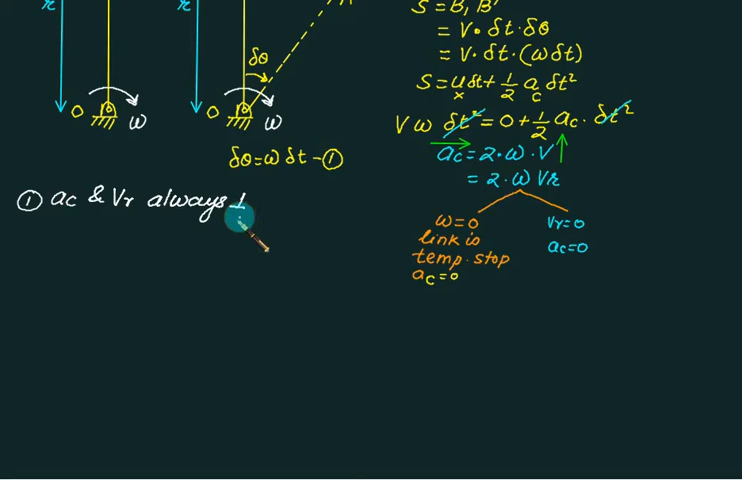 r
r
A
S = B₁ B'
= V · δt · δθ
= V · δt · (ω δt)
S = u δt + 1/2 a δt²
x c
V ω δt² = 0 + 1/2 ac · δt²
ac = 2 · ω · V
= 2 · ω Vr
δθ
O
ω
O
ω
δθ = ω δt - ①
① ac & Vr always ⊥
ω = 0
link is
temp. stop
ac = 0
Vr = 0
ac = 0